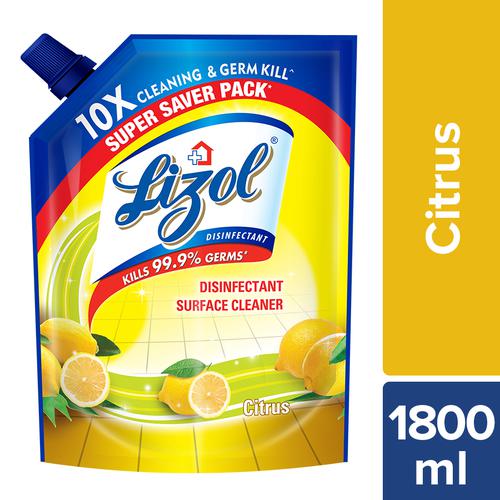 10X CLEANING & GERM KILL^
SUPER SAVER PACK*
Lizol®
DISINFECTANT
KILLS 99.9% GERMS*
DISINFECTANT
SURFACE CLEANER
Citrus
Citrus
1800
ml